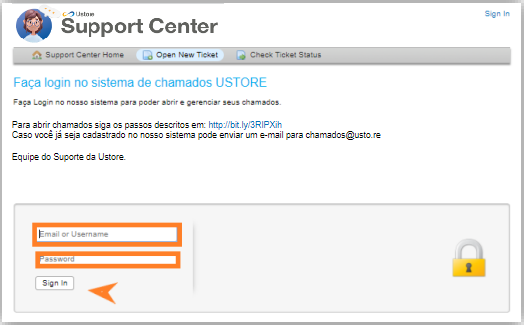 Ustore
Support Center
Sign In
Support Center Home
Open New Ticket
Check Ticket Status
Faça login no sistema de chamados USTORE
Faça Login no nosso sistema para poder abrir e gerenciar seus chamados.
Para abrir chamados siga os passos descritos em: http://bit.ly/3RIPXih
Caso você já seja cadastrado no nosso sistema pode enviar um e-mail para chamados@usto.re
Equipe do Suporte da Ustore.
Email or Username
Password
Sign In